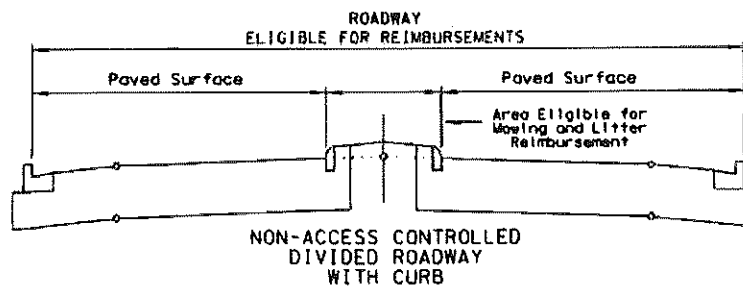 ROADWAY
ELIGIBLE FOR REIMBURSEMENTS
Paved Surface
Paved Surface
Area Eligible for
Mowing and Litter
Reimbursement
NON-ACCESS CONTROLLED
DIVIDED ROADWAY
WITH CURB